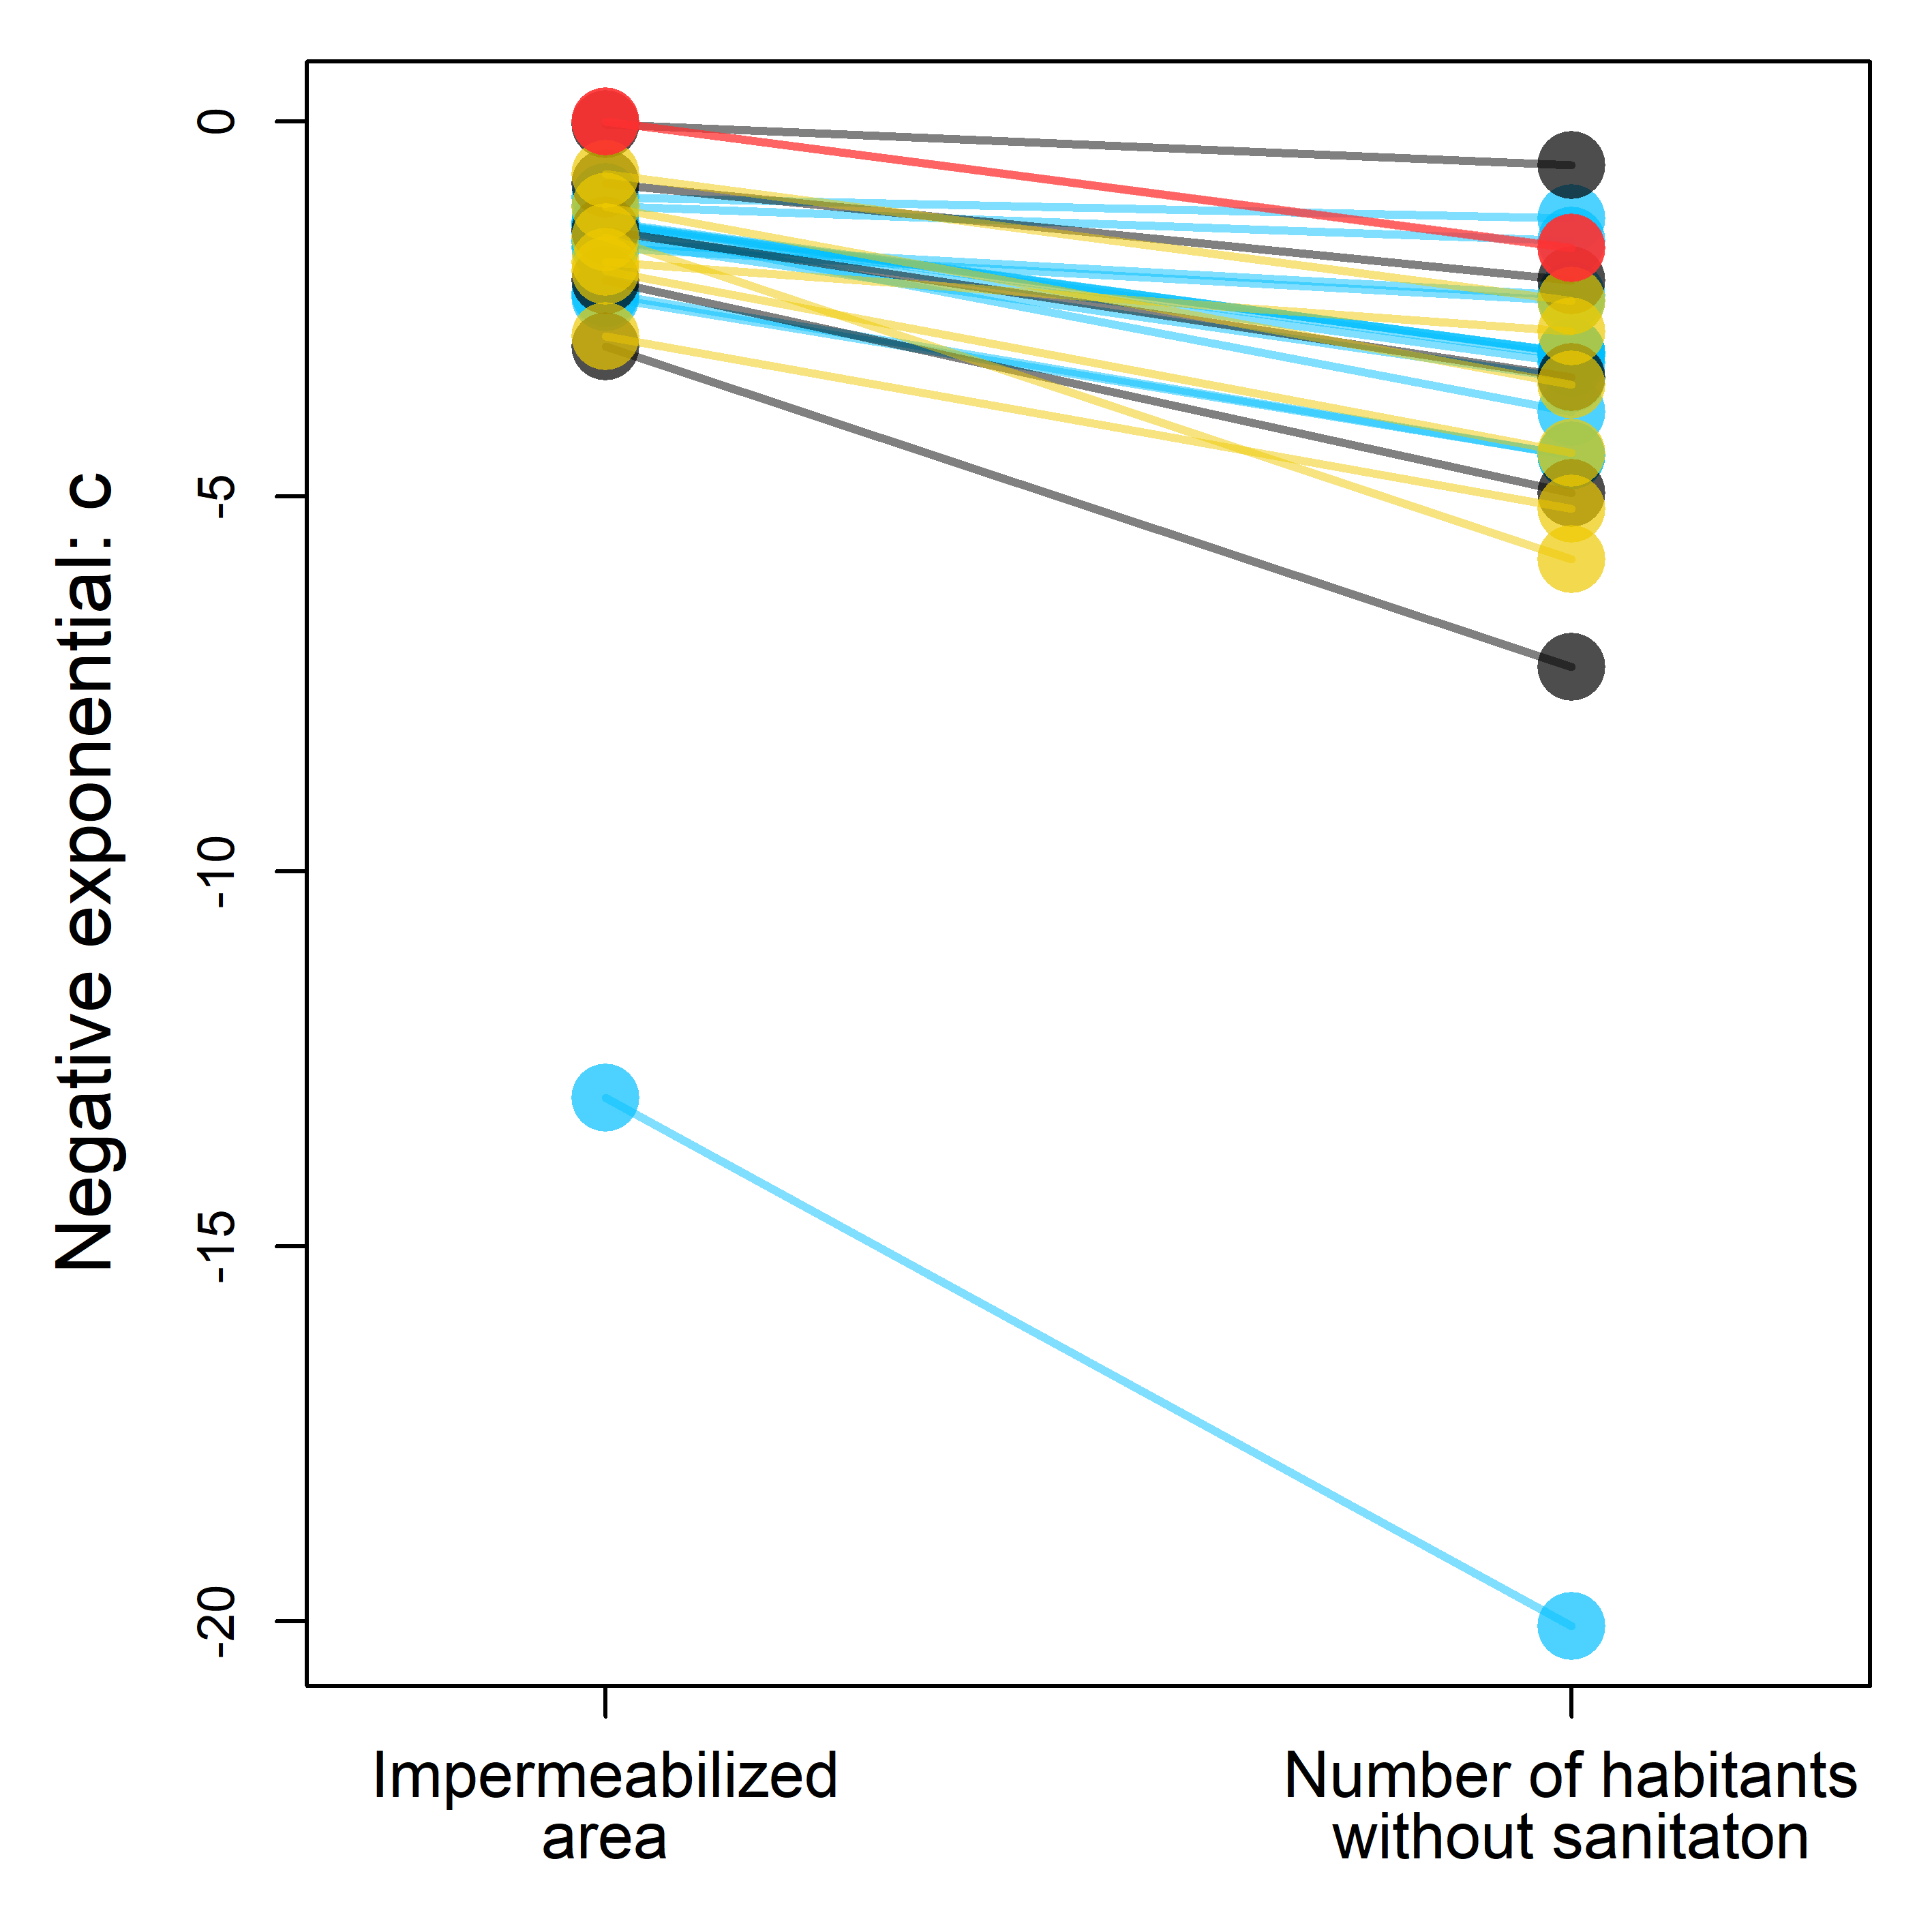 Negative exponential: c
0
-5
-10
-15
-20
Impermeabilized
area
Number of habitants
without sanitaton